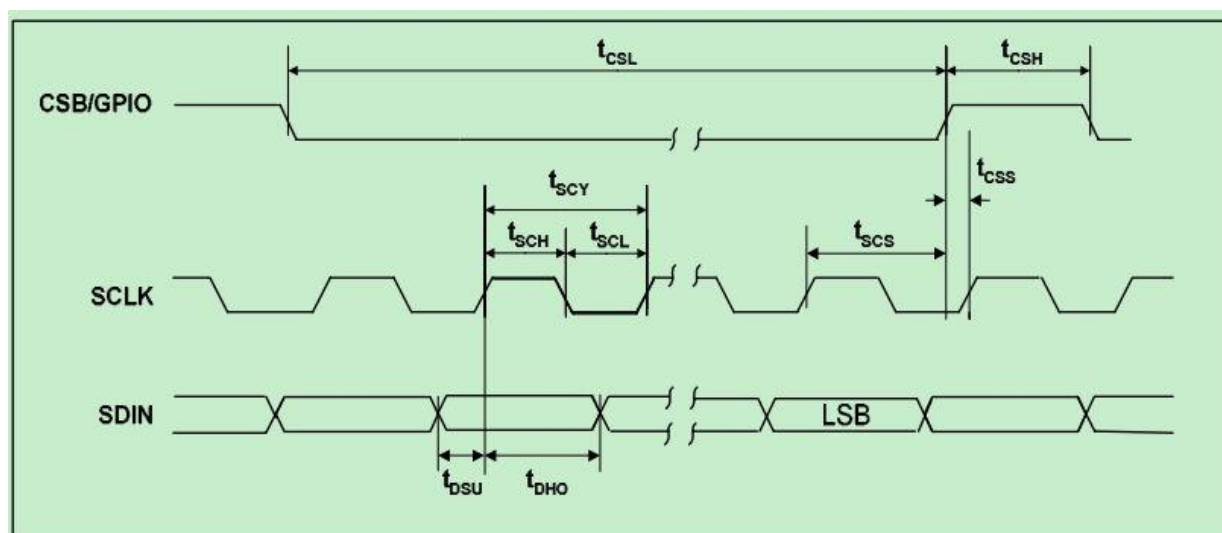 tCSL
tCSH
CSB/GPIO
tCSS
tSCY
tSCH
tSCL
tSCS
SCLK
SDIN
LSB
tDSU
tDHO